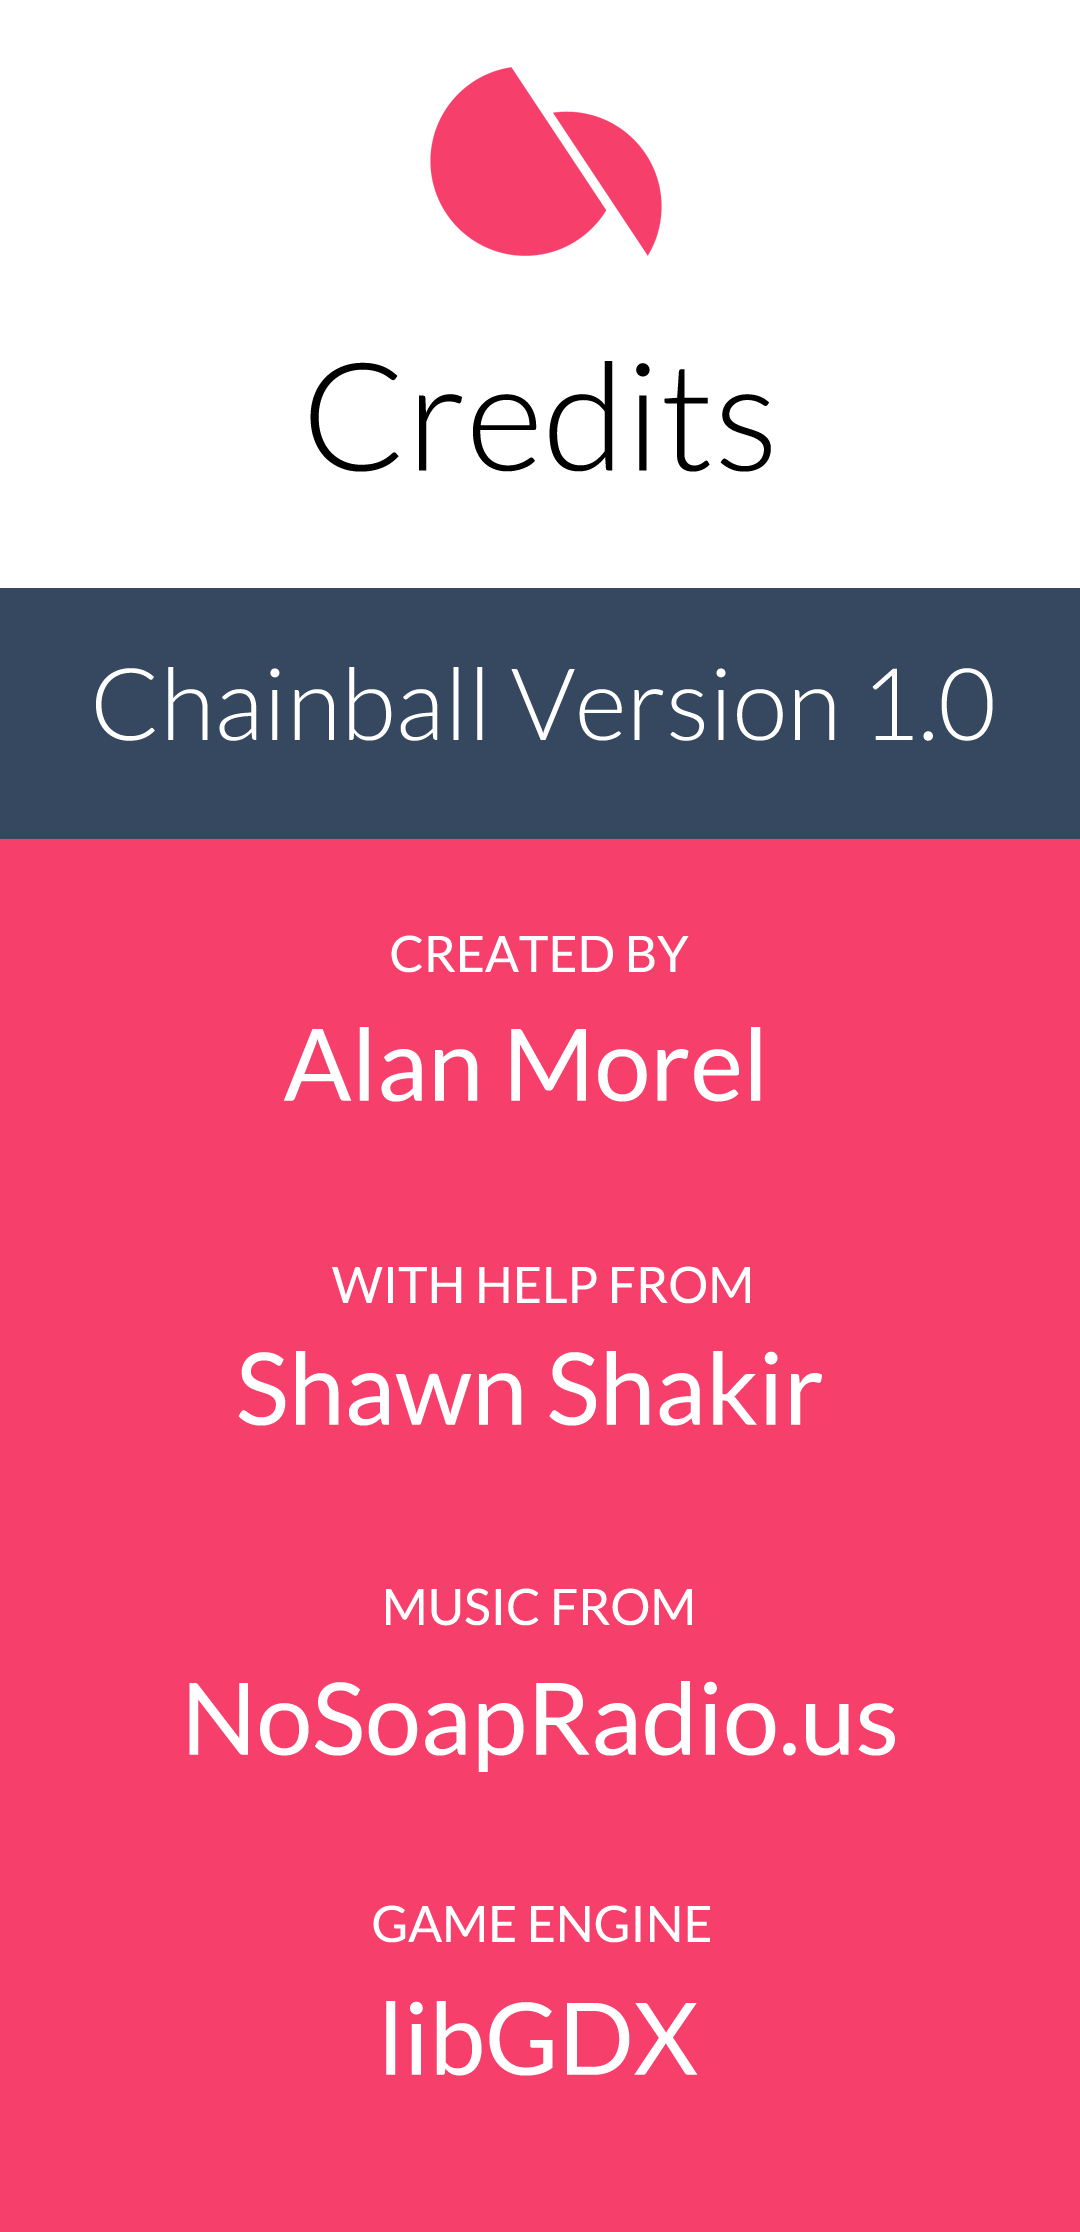 Credits
Chainball Version 1.0
CREATED BY
Alan Morel
WITH HELP FROM
Shawn Shakir
MUSIC FROM
NoSoapRadio.us
GAME ENGINE
libGDX